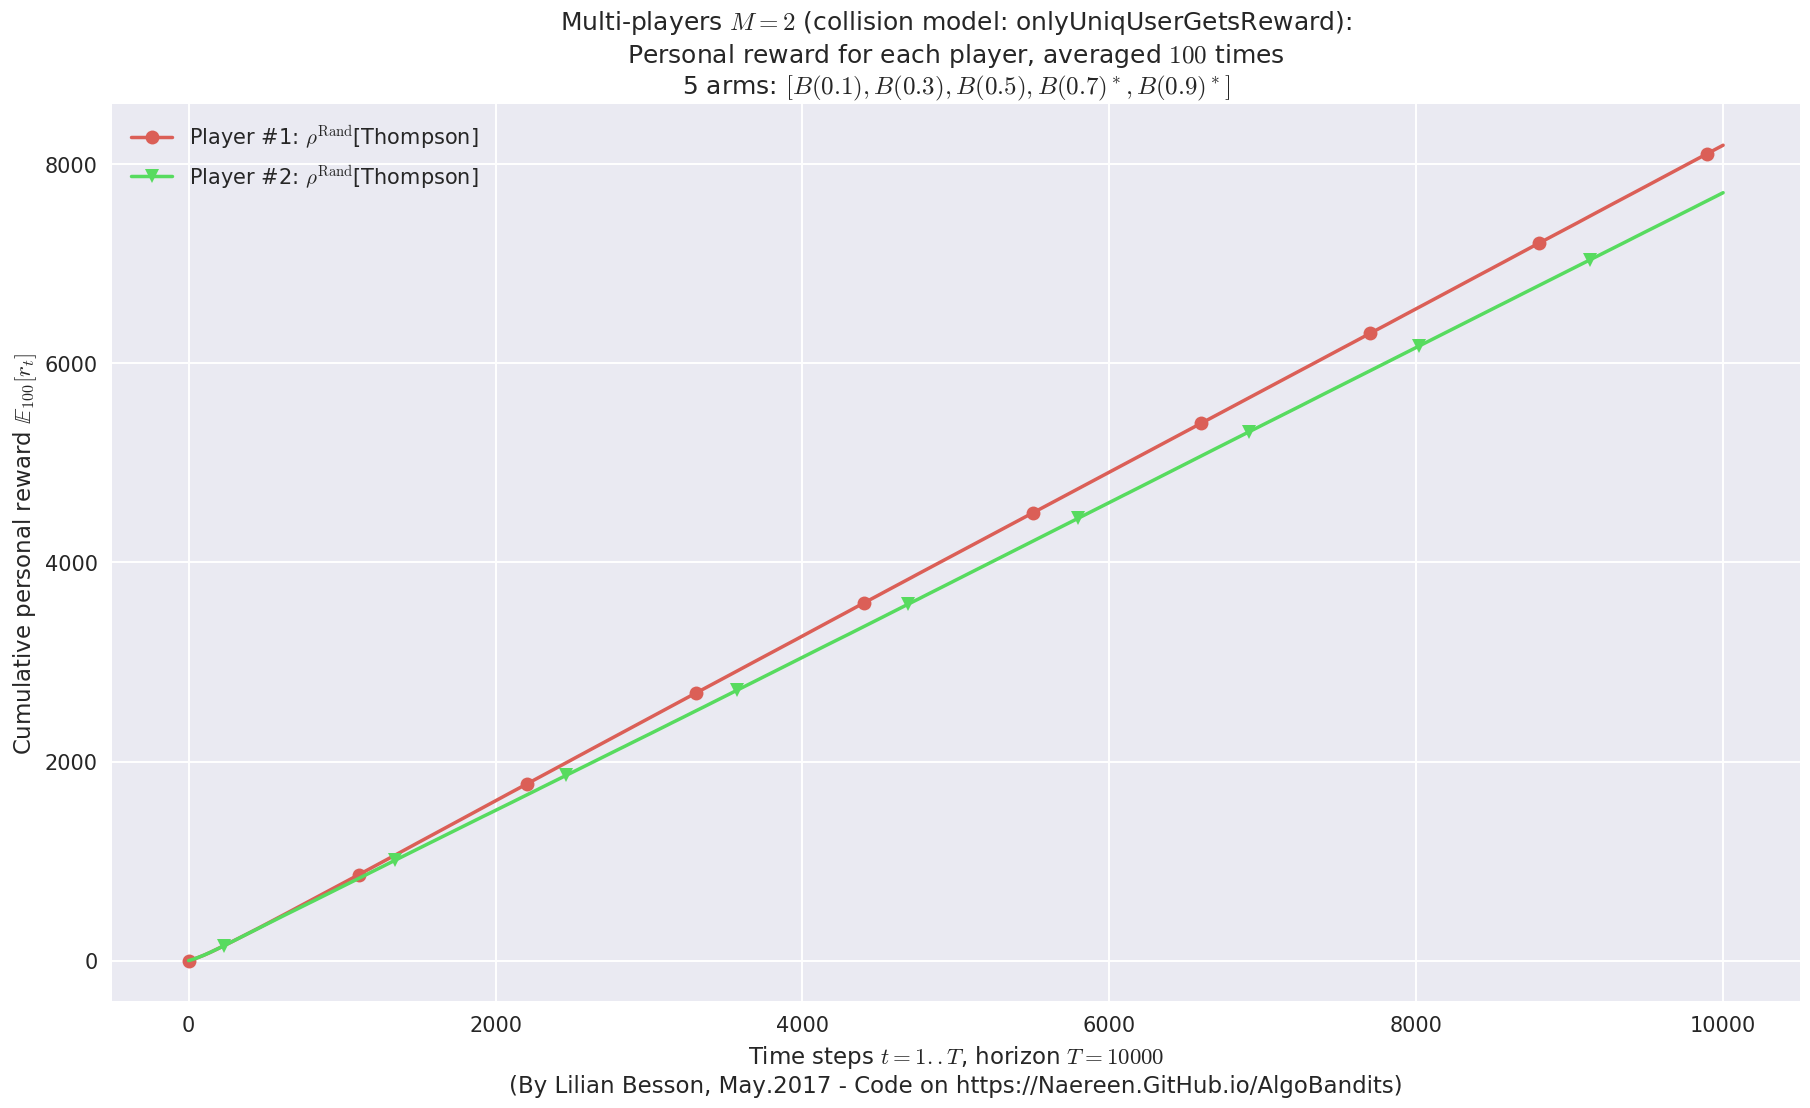 Multi-players M = 2 (collision model: onlyUniqUserGetsReward):
Personal reward for each player, averaged 100 times
5 arms: [B(0.1), B(0.3), B(0.5), B(0.7)*, B(0.9)*]
Player #1: ρ^Rand[Thompson]
Player #2: ρ^Rand[Thompson]
Cumulative personal reward 𝔼₁₀₀[r_t]
8000
6000
4000
2000
0
0 2000 4000 6000 8000 10000
Time steps t = 1..T, horizon T = 10000
(By Lilian Besson, May.2017 - Code on https://Naereen.GitHub.io/AlgoBandits)